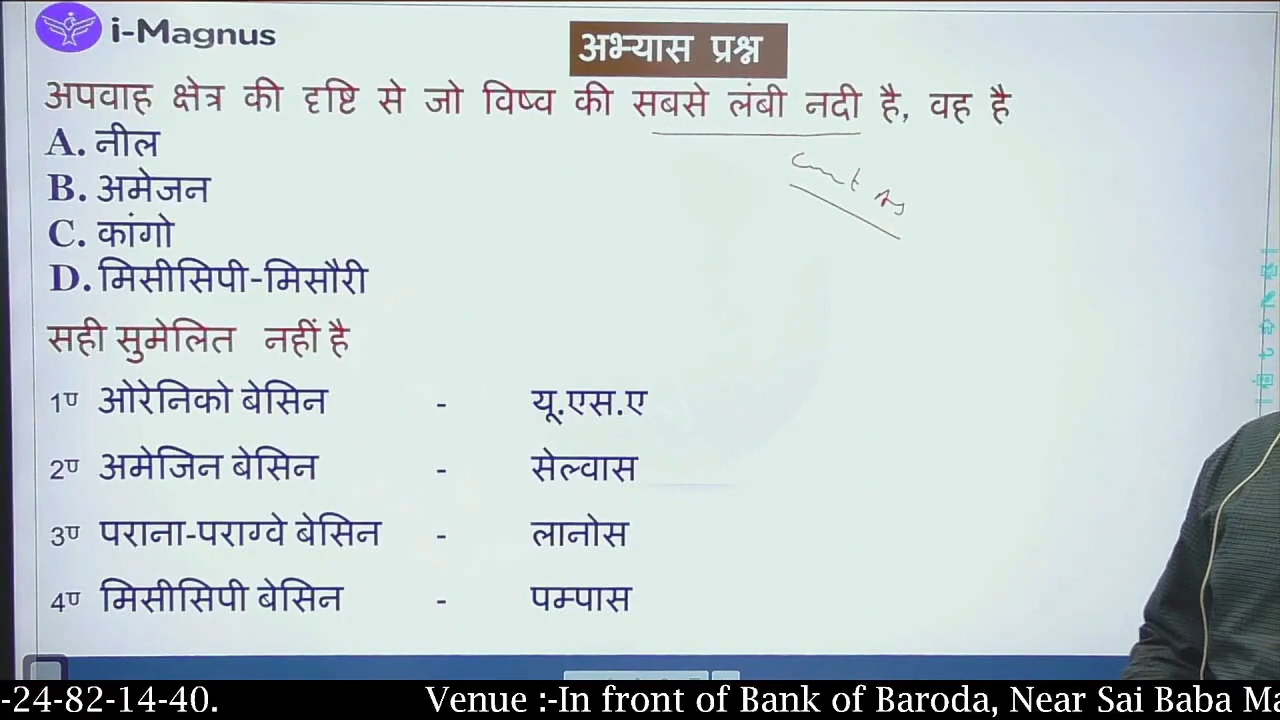 i-Magnus
अभ्यास प्रश्न
अपवाह क्षेत्र की दृष्टि से जो विष्व की सबसे लंबी नदी है, वह है
A. नील
B. अमेजन
C. कांगो
D. मिसीसिपी-मिसौरी
सही सुमेलित नहीं है
1ण ओरेनिको बेसिन - यू.एस.ए
2ण अमेजिन बेसिन - सेल्वास
3ण पराना-पराग्वे बेसिन - लानोस
4ण मिसीसिपी बेसिन - पम्पास
-24-82-14-40. Venue :-In front of Bank of Baroda, Near Sai Baba Ma